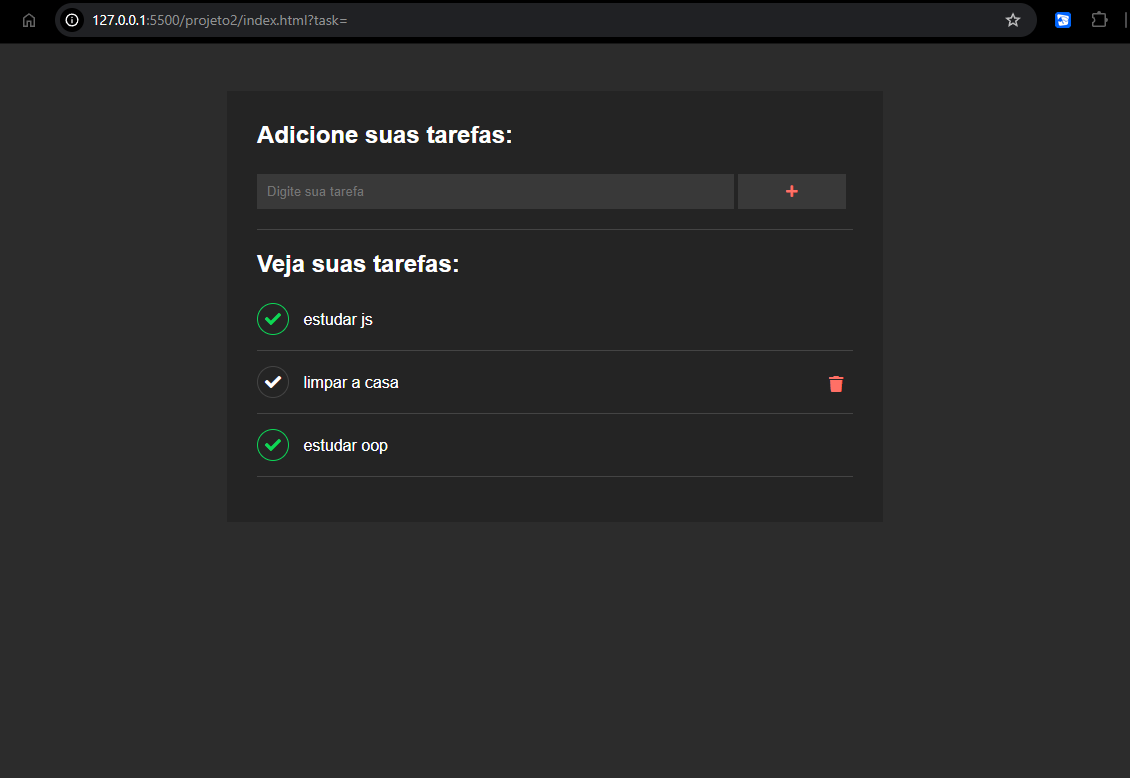 127.0.0.1:5500/projeto2/index.html?task=
Adicione suas tarefas:
Digite sua tarefa
Veja suas tarefas:
estudar js
limpar a casa
estudar oop